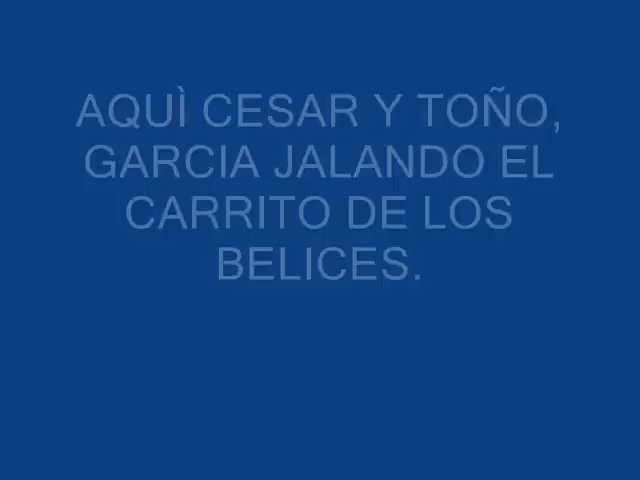 AQUÌ CESAR Y TOÑO,
GARCIA JALANDO EL
CARRITO DE LOS
BELICES.